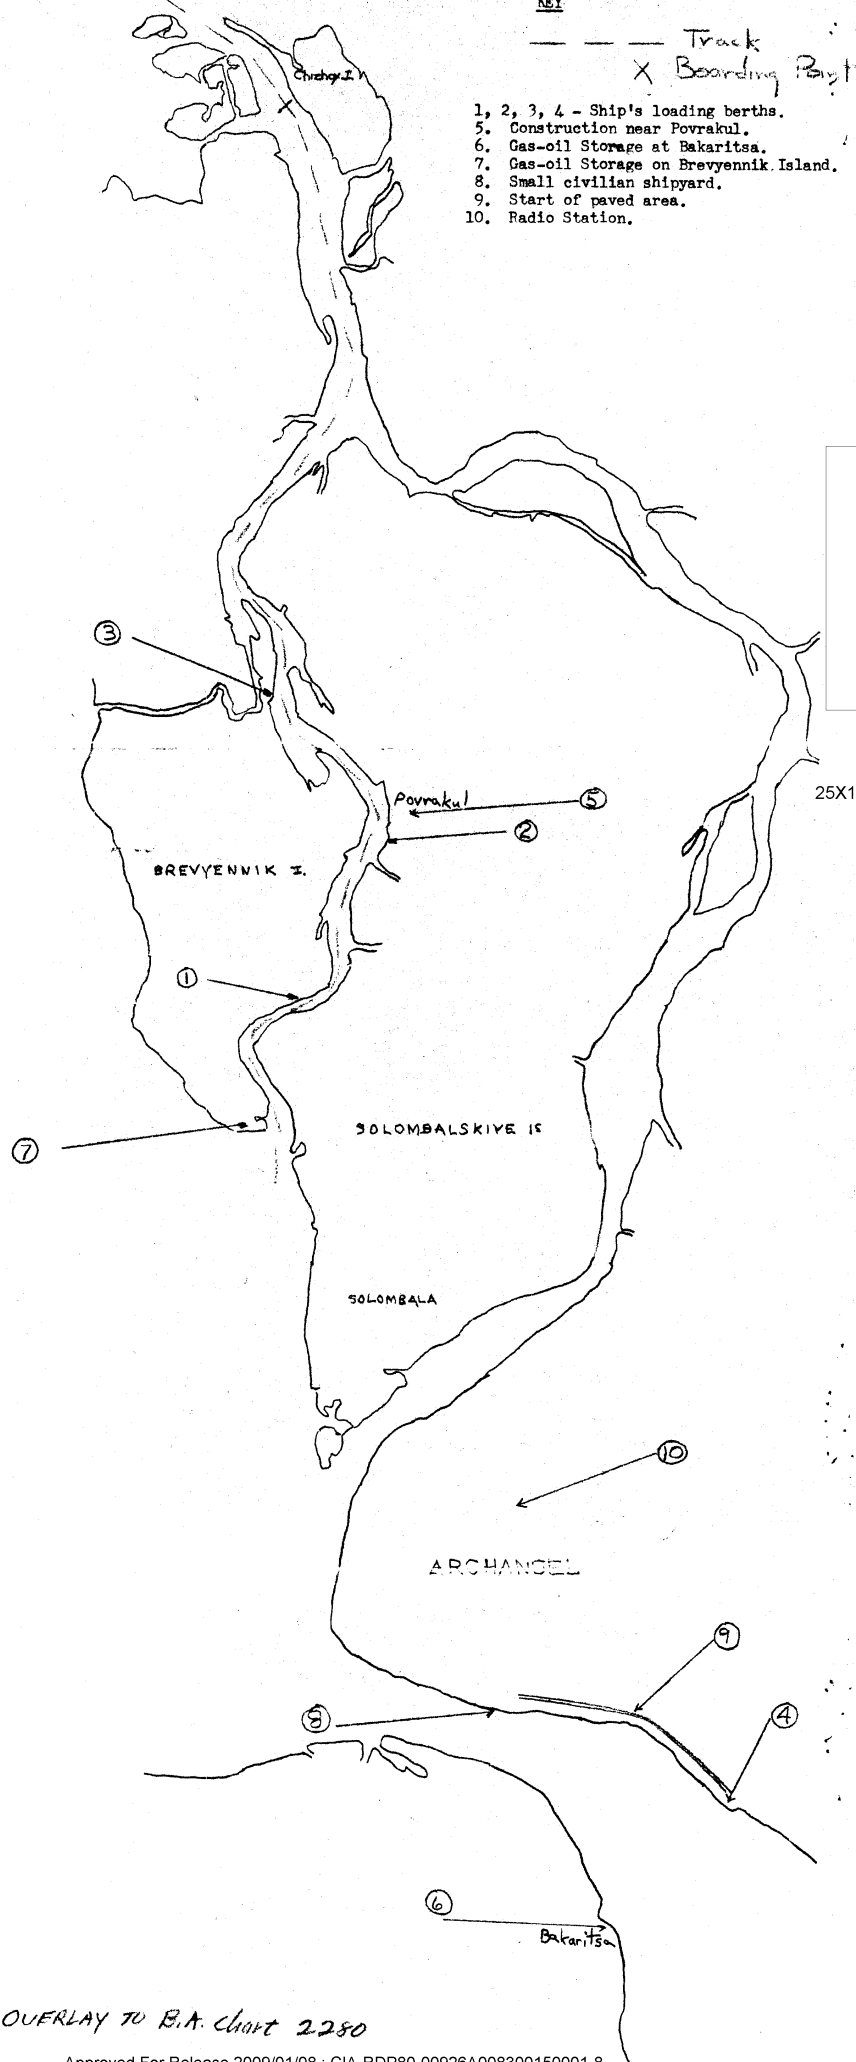 KEY
— — — Track
X Boarding Point
1, 2, 3, 4 - Ship's loading berths.
5. Construction near Povrakul.
6. Gas-oil Storage at Bakaritsa.
7. Gas-oil Storage on Brevyennik Island.
8. Small civilian shipyard.
9. Start of paved area.
10. Radio Station.
X
3
Povrakul
5
25X1
2
BREVYENNIK I.
1
SOLOMBALSKIYE IS
7
SOLOMBALA
10
ARCHANGEL
9
8
4
6
Bakaritsa
OVERLAY TO B.A. Chart 2280
Approved For Release 2009/01/08 : CIA-RDP80-00926A008300150001-8